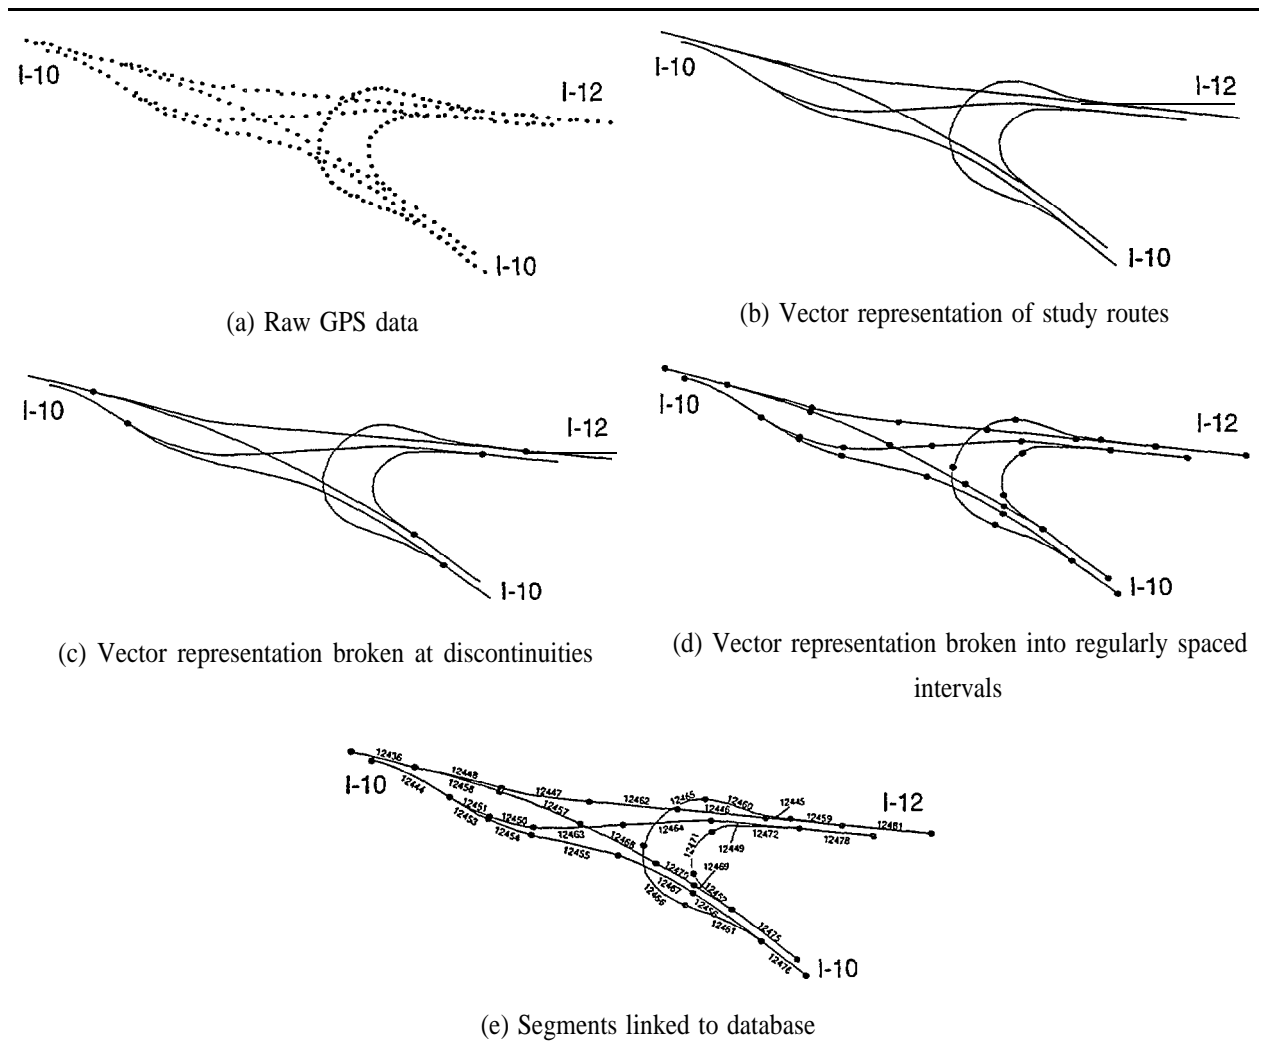 I-10
I-12
I-10
(a) Raw GPS data
I-10
I-12
I-10
(b) Vector representation of study routes
I-10
I-12
I-10
(c) Vector representation broken at discontinuities
I-10
I-12
I-10
(d) Vector representation broken into regularly spaced
intervals
12436
12444
12448
12458
12447
12457
12462
12465
12460
12446
12445
12459
12481
12451
12453
12450
12454
12463
12455
12464
12468
12471
12449
12472
12478
12469
12470
12467
12452
12456
12466
12461
12475
12476
I-10
I-12
I-10
(e) Segments linked to database